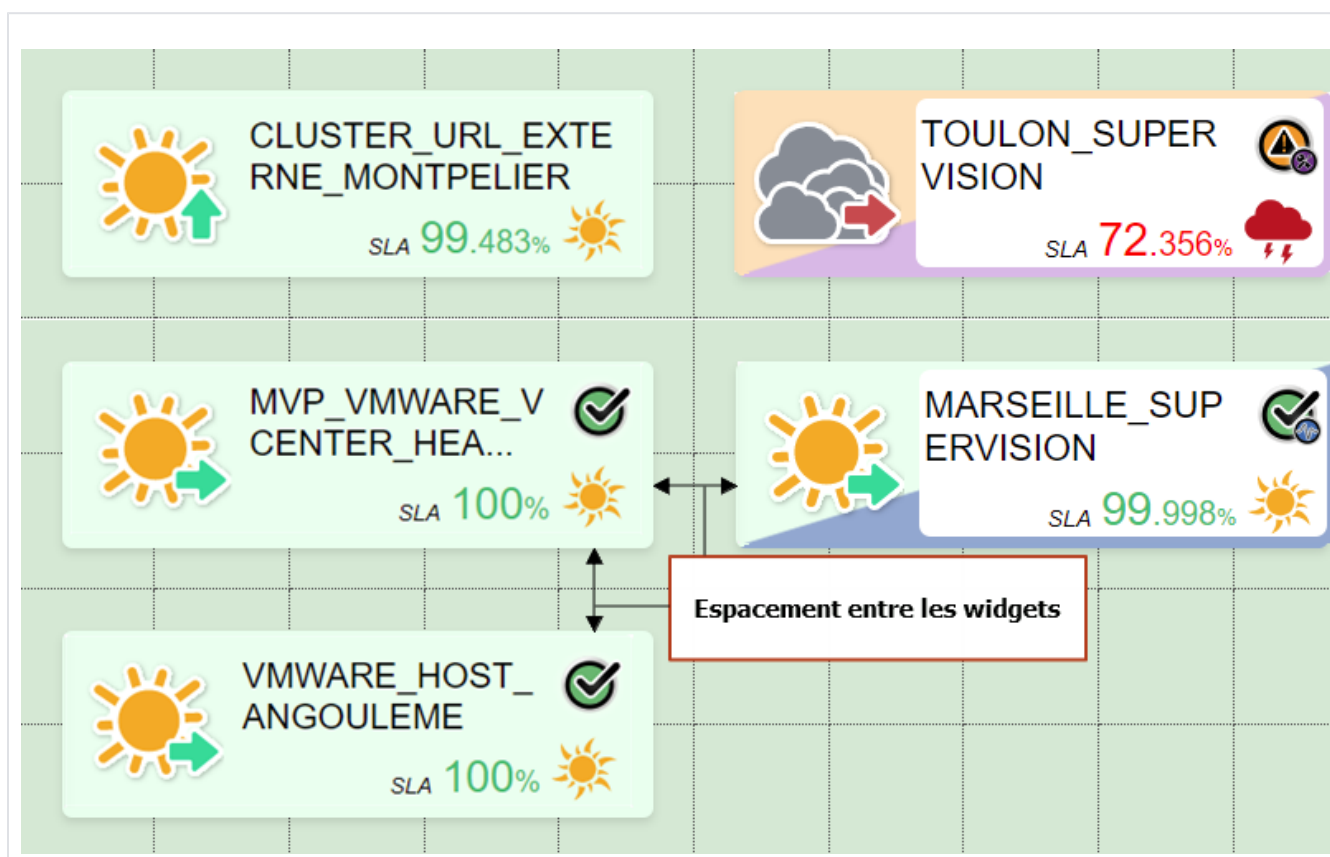 CLUSTER_URL_EXTE
RNE_MONTPELIER
SLA 99.483%
TOULON_SUPER
VISION
SLA 72.356%
MVP_VMWARE_V
CENTER_HEA...
SLA 100%
MARSEILLE_SUP
ERVISION
SLA 99.998%
Espacement entre les widgets
VMWARE_HOST_
ANGOULEME
SLA 100%